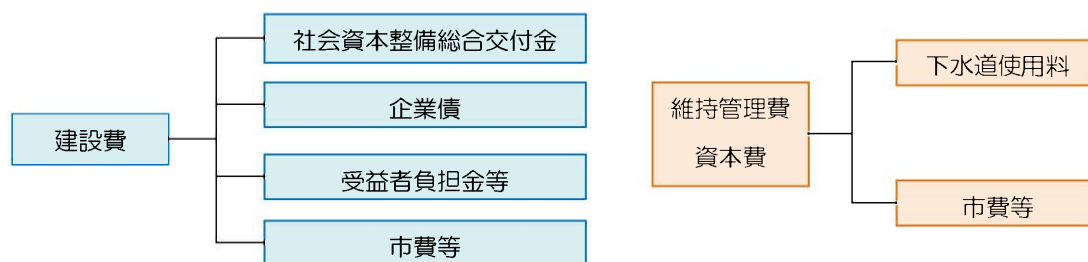 建設費
社会資本整備総合交付金
企業債
受益者負担金等
市費等
維持管理費
資本費
下水道使用料
市費等